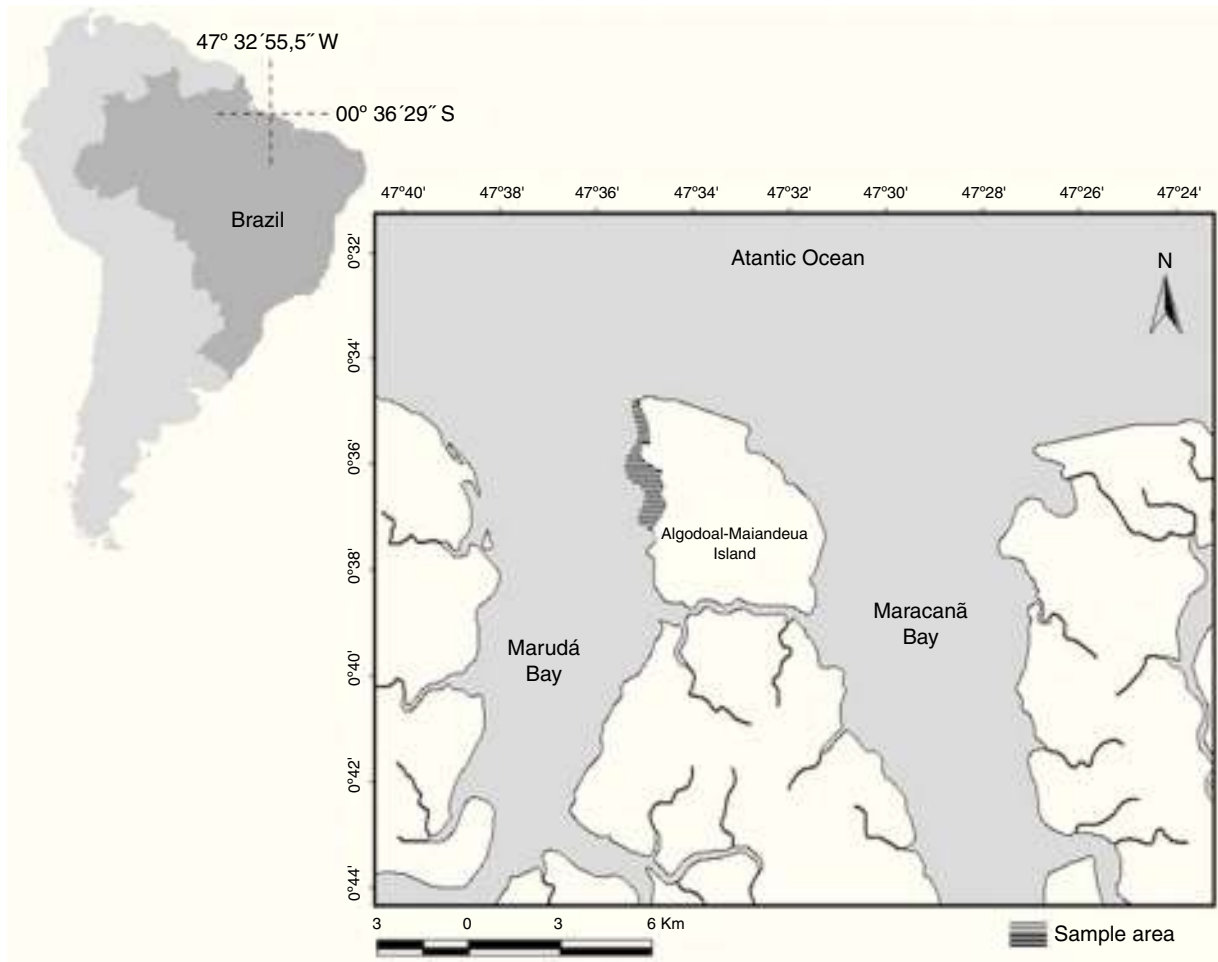 47º 32´55,5˝ W
00º 36´29˝ S
Brazil
47º40' 47º38' 47º36' 47º34' 47º32' 47º30' 47º28' 47º26' 47º24'
0º32'
Atantic Ocean
N
0º34'
0º36'
Algodoal-Maiandeua
Island
0º38'
Maracanã
Bay
Marudá
Bay
0º40'
0º42'
0º44'
3 0 3 6 Km
Sample area